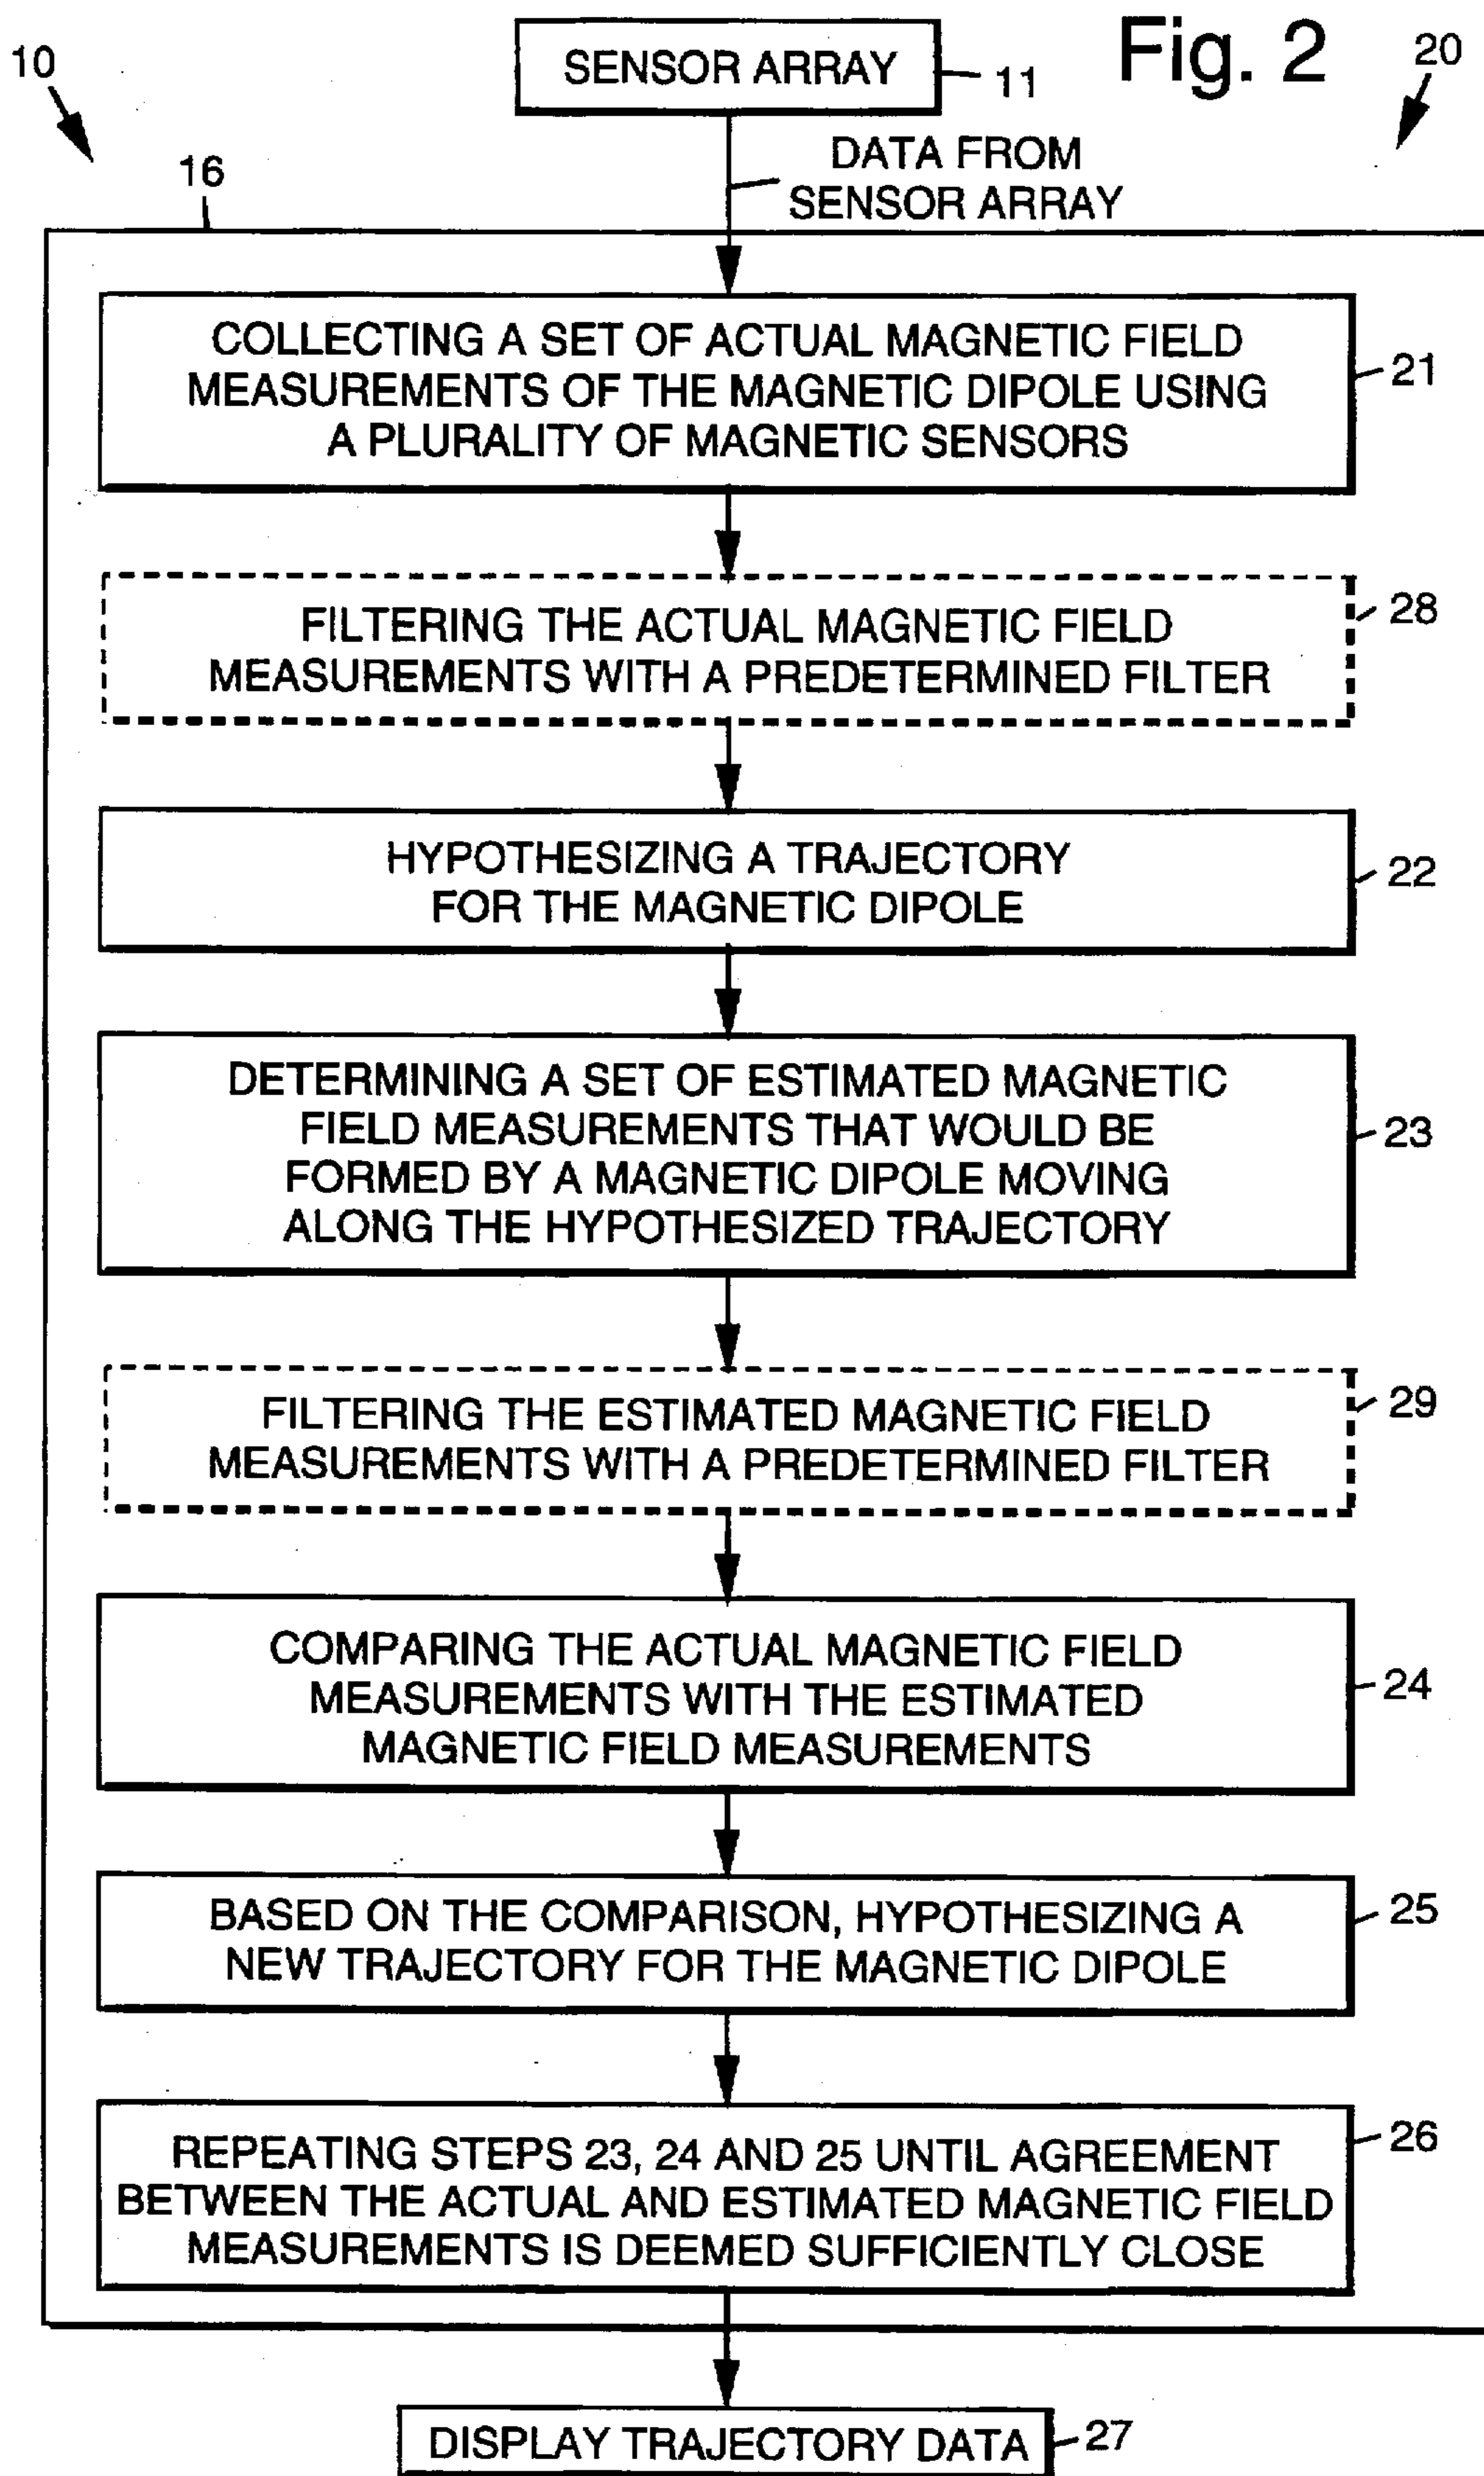 Fig. 2
10
20
SENSOR ARRAY
11
DATA FROM
SENSOR ARRAY
16
COLLECTING A SET OF ACTUAL MAGNETIC FIELD
MEASUREMENTS OF THE MAGNETIC DIPOLE USING
A PLURALITY OF MAGNETIC SENSORS
21
FILTERING THE ACTUAL MAGNETIC FIELD
MEASUREMENTS WITH A PREDETERMINED FILTER
28
HYPOTHESIZING A TRAJECTORY
FOR THE MAGNETIC DIPOLE
22
DETERMINING A SET OF ESTIMATED MAGNETIC
FIELD MEASUREMENTS THAT WOULD BE
FORMED BY A MAGNETIC DIPOLE MOVING
ALONG THE HYPOTHESIZED TRAJECTORY
23
FILTERING THE ESTIMATED MAGNETIC FIELD
MEASUREMENTS WITH A PREDETERMINED FILTER
29
COMPARING THE ACTUAL MAGNETIC FIELD
MEASUREMENTS WITH THE ESTIMATED
MAGNETIC FIELD MEASUREMENTS
24
BASED ON THE COMPARISON, HYPOTHESIZING A
NEW TRAJECTORY FOR THE MAGNETIC DIPOLE
25
REPEATING STEPS 23, 24 AND 25 UNTIL AGREEMENT
BETWEEN THE ACTUAL AND ESTIMATED MAGNETIC FIELD
MEASUREMENTS IS DEEMED SUFFICIENTLY CLOSE
26
DISPLAY TRAJECTORY DATA
27